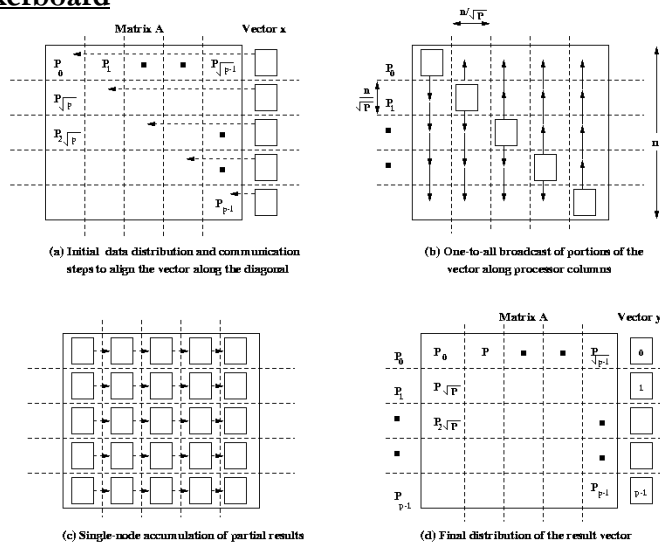 kerboard
Matrix A
Vector x
P0 P1 ■ ■ P√p-1
P√p
P2√p
■
■
Pp-1
(a) Initial data distribution and communication
steps to align the vector along the diagonal
n/√P
P0
n/√P
P1
■
■
n
(b) One-to-all broadcast of portions of the
vector along processor columns
(c) Single-node accumulation of partial results
Matrix A
Vector y
P0 P0 P ■ ■ P√p-1 0
P1 P√P 1
■ P2√P ■
■ ■
Pp-1 Pp-1 p-1
(d) Final distribution of the result vector